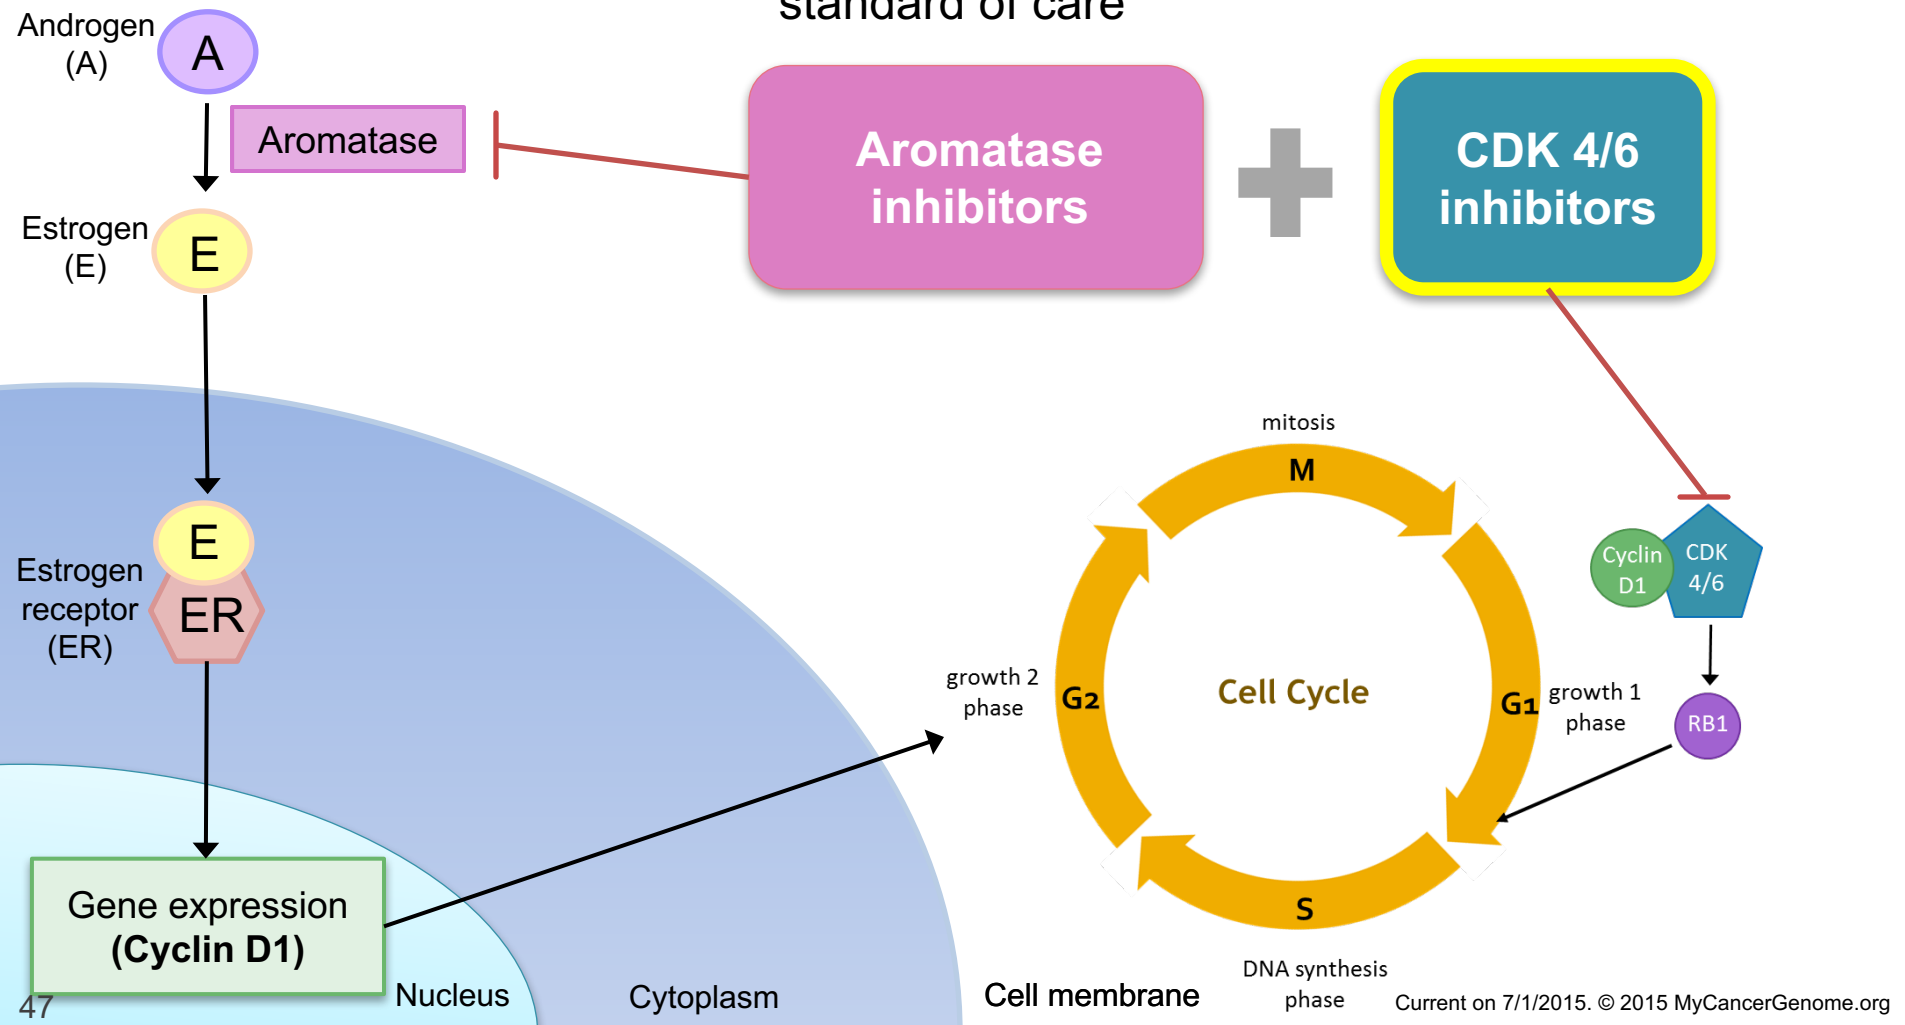 standard of care
Androgen
(A)
A
Aromatase
Aromatase
inhibitors
CDK 4/6
inhibitors
Estrogen
(E)
E
E
Estrogen
receptor
(ER)
ER
Gene expression
(Cyclin D1)
Nucleus
Cytoplasm
Cell membrane
mitosis
M
growth 2
phase
G2
Cell Cycle
G1
growth 1
phase
S
DNA synthesis
phase
Cyclin
D1
CDK
4/6
RB1
47
Current on 7/1/2015. © 2015 MyCancerGenome.org